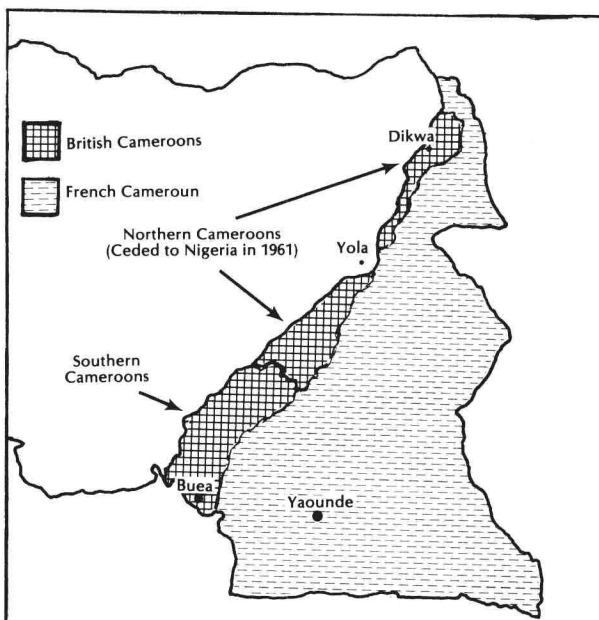 British Cameroons
French Cameroun
Dikwa
Northern Cameroons
(Ceded to Nigeria in 1961)
Yola
Southern
Cameroons
Buea
Yaounde